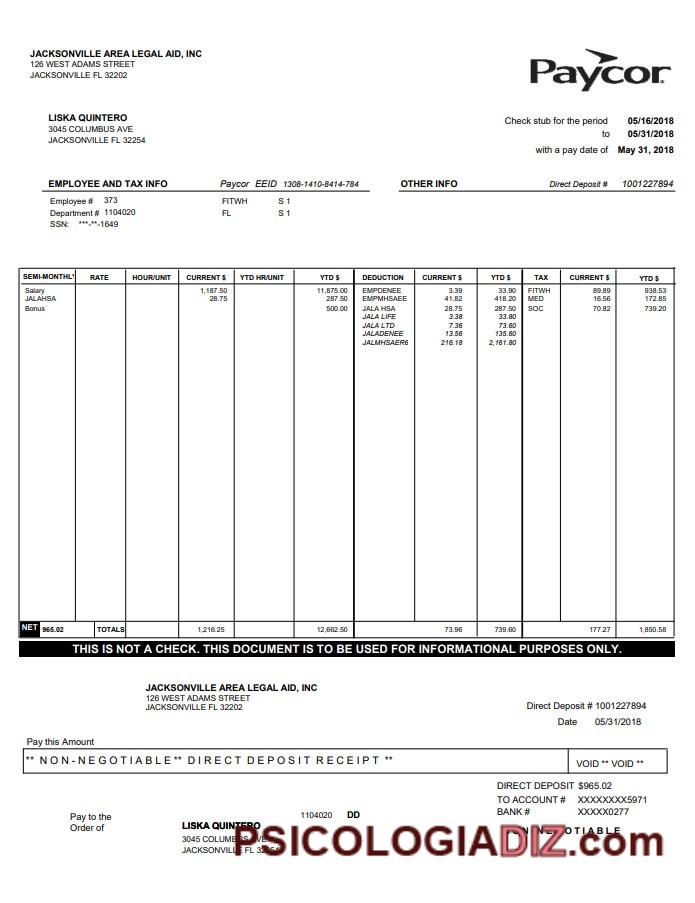 JACKSONVILLE AREA LEGAL AID, INC
126 WEST ADAMS STREET
JACKSONVILLE FL 32202
Paycor
LISKA QUINTERO
3045 COLUMBUS AVE
JACKSONVILLE FL 32254
Check stub for the period 05/16/2018
to 05/31/2018
with a pay date of May 31, 2018
EMPLOYEE AND TAX INFO Paycor EEID 1308-1410-8414-784 OTHER INFO Direct Deposit # 1001227894
Employee # 373 FITWH S 1
Department # 1104020 FL S 1
SSN: ***-**-1649
SEMI-MONTHLY RATE HOUR/UNIT CURRENT $ YTD HR/UNIT YTD $ DEDUCTION CURRENT $ YTD $ TAX CURRENT $ YTD $
Salary 1,187.50 11,875.00 EMPDENEE 3.39 33.90 FITWH 89.89 938.53
JALAHSA 28.75 287.50 EMPMHSAEE 41.82 418.20 MED 16.56 172.85
Bonus 500.00 JALA HSA 28.75 287.50 SOC 70.82 739.20
JALA LIFE 3.38 33.80
JALA LTD 7.36 73.60
JALADENEE 13.56 135.60
JALMHSAER6 216.18 2,161.80
NET 965.02 TOTALS 1,216.25 12,662.50 73.96 739.60 177.27 1,850.58
THIS IS NOT A CHECK. THIS DOCUMENT IS TO BE USED FOR INFORMATIONAL PURPOSES ONLY.
JACKSONVILLE AREA LEGAL AID, INC
126 WEST ADAMS STREET
JACKSONVILLE FL 32202
Direct Deposit # 1001227894
Date 05/31/2018
Pay this Amount
** NON-NEGOTIABLE** DIRECT DEPOSIT RECEIPT ** VOID ** VOID **
DIRECT DEPOSIT $965.02
TO ACCOUNT # XXXXXXXX5971
BANK # XXXXX0277
Pay to the
Order of
1104020 DD
LISKA QUINTERO
3045 COLUMBUS AVE
JACKSONVILLE FL 32254
NON-NEGOTIABLE
PSICOLOGIADIZ.com